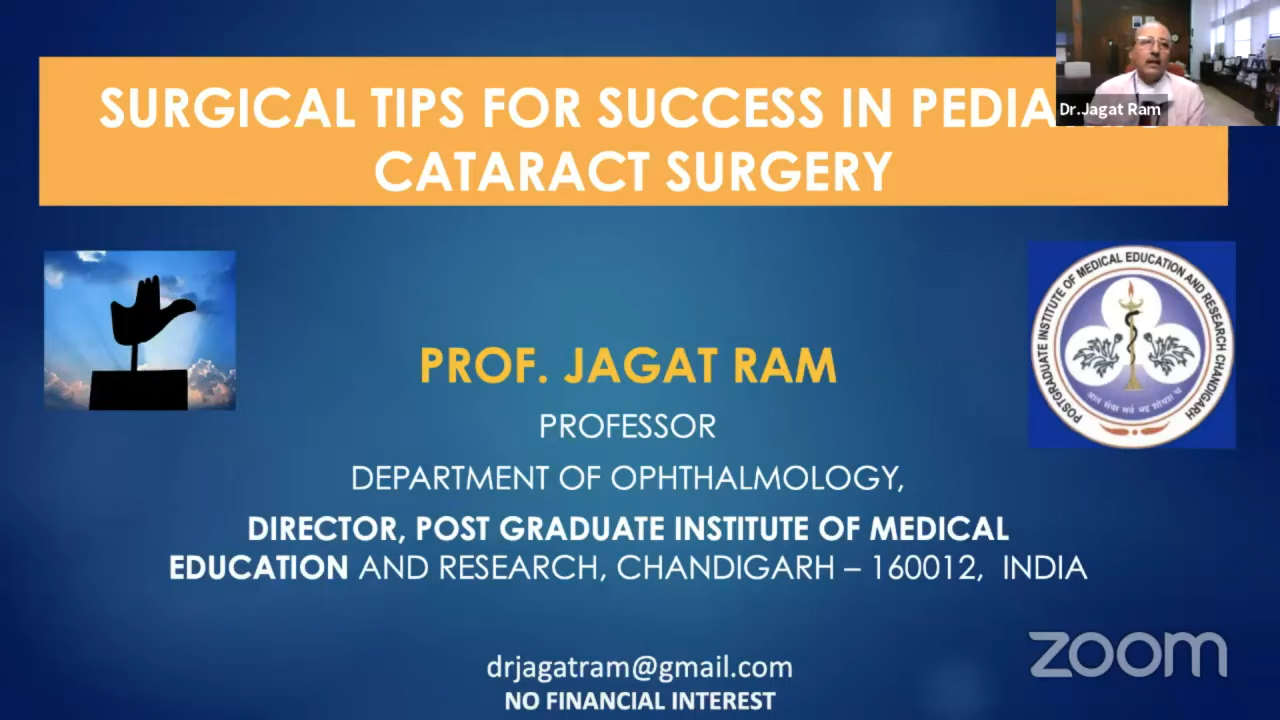 SURGICAL TIPS FOR SUCCESS IN PEDIA
CATARACT SURGERY
Dr.Jagat Ram
POSTGRADUATE INSTITUTE OF MEDICAL EDUCATION AND RESEARCH CHANDIGARH
PROF. JAGAT RAM
PROFESSOR
DEPARTMENT OF OPHTHALMOLOGY,
DIRECTOR, POST GRADUATE INSTITUTE OF MEDICAL
EDUCATION AND RESEARCH, CHANDIGARH – 160012, INDIA
zoom
drjagatram@gmail.com
NO FINANCIAL INTEREST